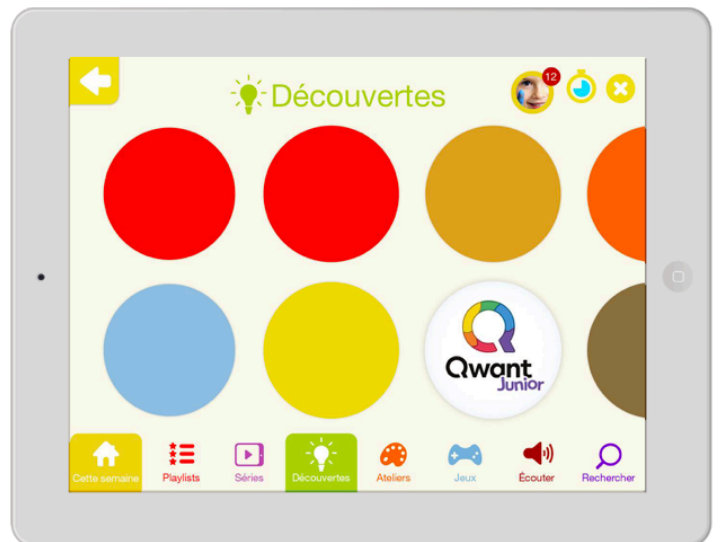 Découvertes
12
Qwant
Junior
Cette semaine
Playlists
Séries
Découvertes
Ateliers
Jeux
Écouter
Rechercher